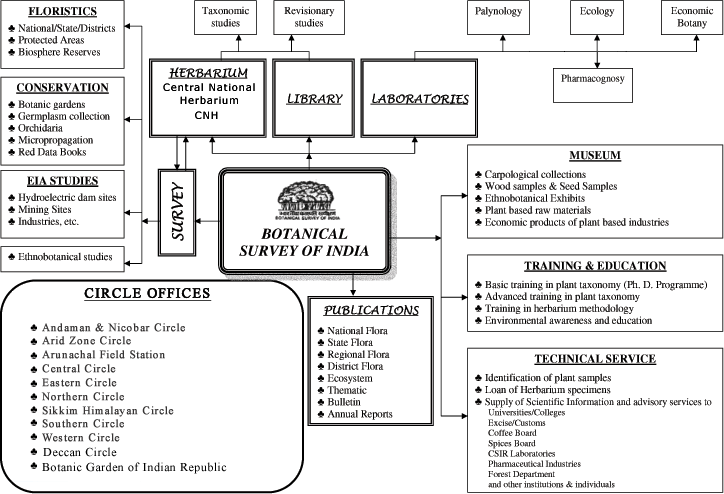 FLORISTICS
♣ National/State/Districts
♣ Protected Areas
♣ Biosphere Reserves
CONSERVATION
♣ Botanic gardens
♣ Germplasm collection
♣ Orchidaria
♣ Micropropagation
♣ Red Data Books
EIA STUDIES
♣ Hydroelectric dam sites
♣ Mining Sites
♣ Industries, etc.
♣ Ethnobotanical studies
Taxonomic
studies
Revisionary
studies
Palynology
Ecology
Economic
Botany
Pharmacognosy
HERBARIUM
Central National
Herbarium
CNH
LIBRARY
LABORATORIES
SURVEY
BOTANICAL SURVEY OF INDIA
BOTANICAL
SURVEY OF INDIA
MUSEUM
♣ Carpological collections
♣ Wood samples & Seed Samples
♣ Ethnobotanical Exhibits
♣ Plant based raw materials
♣ Economic products of plant based industries
TRAINING & EDUCATION
♣ Basic training in plant taxonomy (Ph. D. Programme)
♣ Advanced training in plant taxonomy
♣ Training in herbarium methodology
♣ Environmental awareness and education
TECHNICAL SERVICE
♣ Identification of plant samples
♣ Loan of Herbarium specimens
♣ Supply of Scientific Information and advisory services to
Universities/Colleges
Excise/Customs
Coffee Board
Spices Board
CSIR Laboratories
Pharmaceutical Industries
Forest Department
and other institutions & individuals
PUBLICATIONS
♣ National Flora
♣ State Flora
♣ Regional Flora
♣ District Flora
♣ Ecosystem
♣ Thematic
♣ Bulletin
♣ Annual Reports
CIRCLE OFFICES
♣ Andaman & Nicobar Circle
♣ Arid Zone Circle
♣ Arunachal Field Station
♣ Central Circle
♣ Eastern Circle
♣ Northern Circle
♣ Sikkim Himalayan Circle
♣ Southern Circle
♣ Western Circle
♣ Deccan Circle
♣ Botanic Garden of Indian Republic